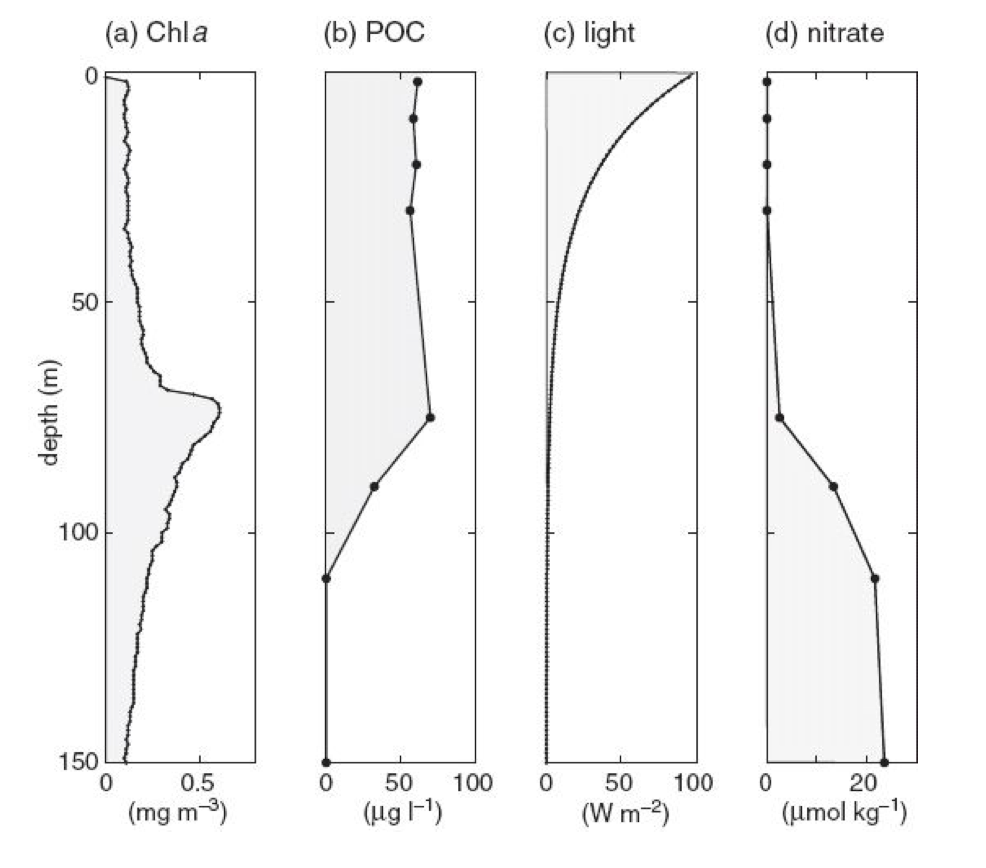 (a) Chl a
(b) POC
(c) light
(d) nitrate
0
50
100
150
depth (m)
0 0.5
(mg m⁻³)
0 50 100
(µg l⁻¹)
0 50 100
(W m⁻²)
0 20
(µmol kg⁻¹)